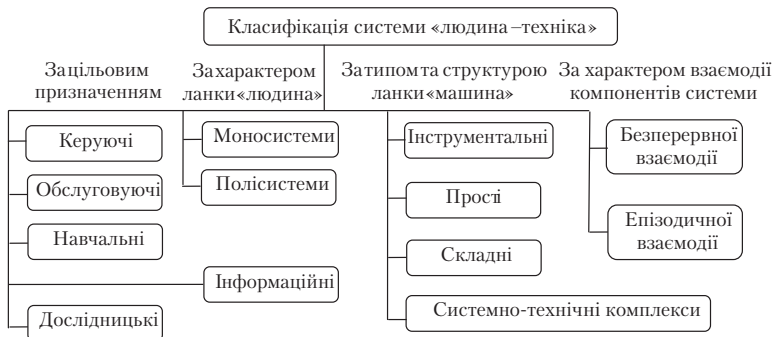 Класифікація системи «людина–техніка»
За цільовим
призначенням
За характером
ланки «людина»
За типом та структурою
ланки «машина»
За характером взаємодії
компонентів системи
Керуючі
Обслуговуючі
Навчальні
Інформаційні
Дослідницькі
Моносистеми
Полісистеми
Інструментальні
Прості
Складні
Системно-технічні комплекси
Безперервної
взаємодії
Епізодичної
взаємодії